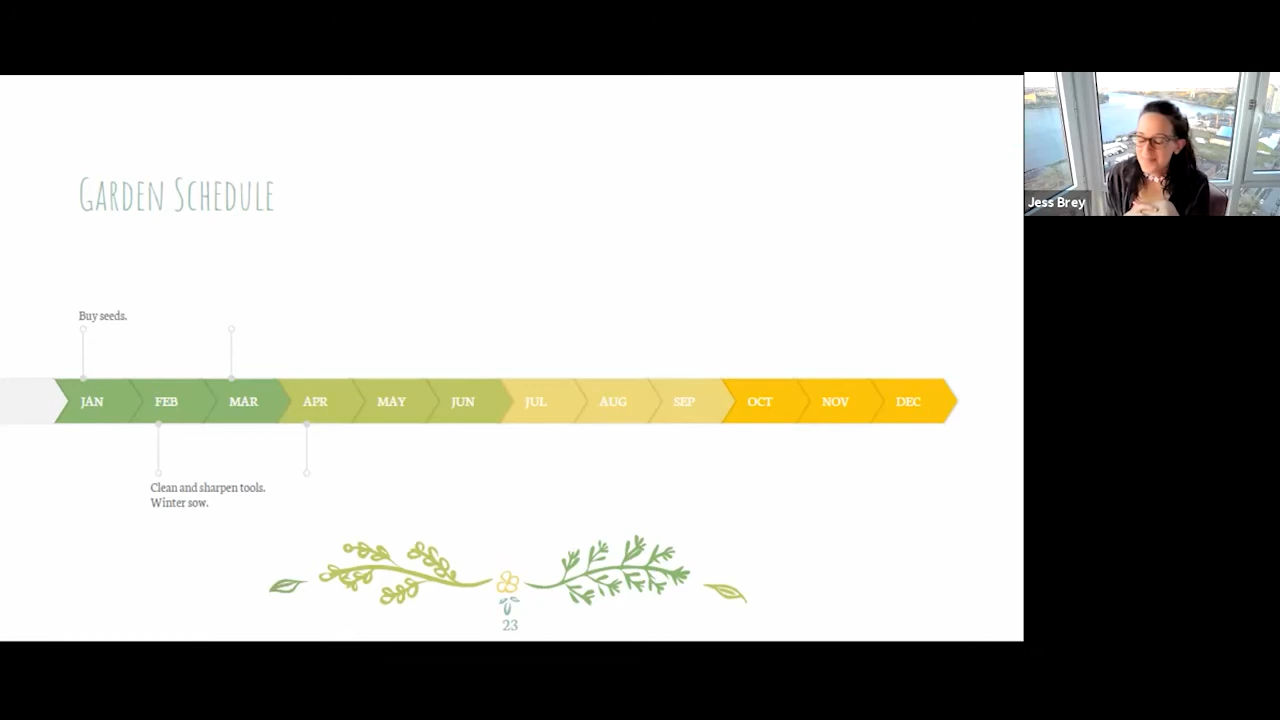 Garden Schedule
Jess Brey
Buy seeds.
JAN FEB MAR APR MAY JUN JUL AUG SEP OCT NOV DEC
Clean and sharpen tools.
Winter sow.
23